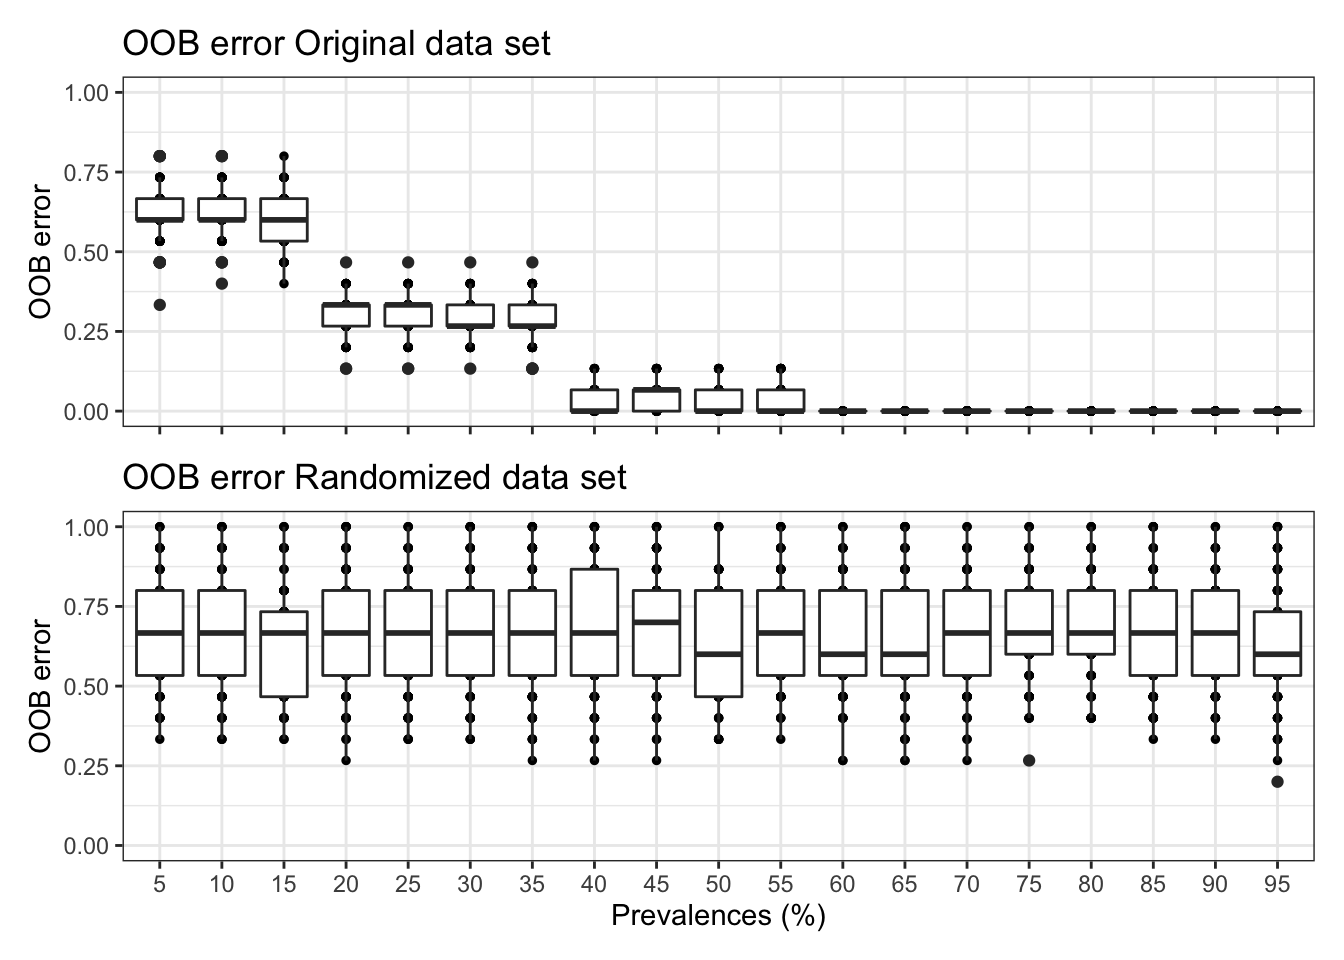 OOB error Original data set
1.00
0.75
0.50
0.25
0.00
OOB error
OOB error Randomized data set
1.00
0.75
0.50
0.25
0.00
OOB error
5 10 15 20 25 30 35 40 45 50 55 60 65 70 75 80 85 90 95
Prevalences (%)